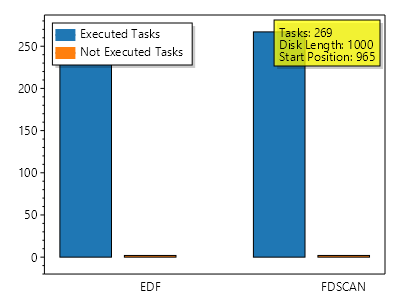 Executed Tasks
Not Executed Tasks
Tasks: 269
Disk Length: 1000
Start Position: 965
250
200
150
100
50
0
EDF
FDSCAN